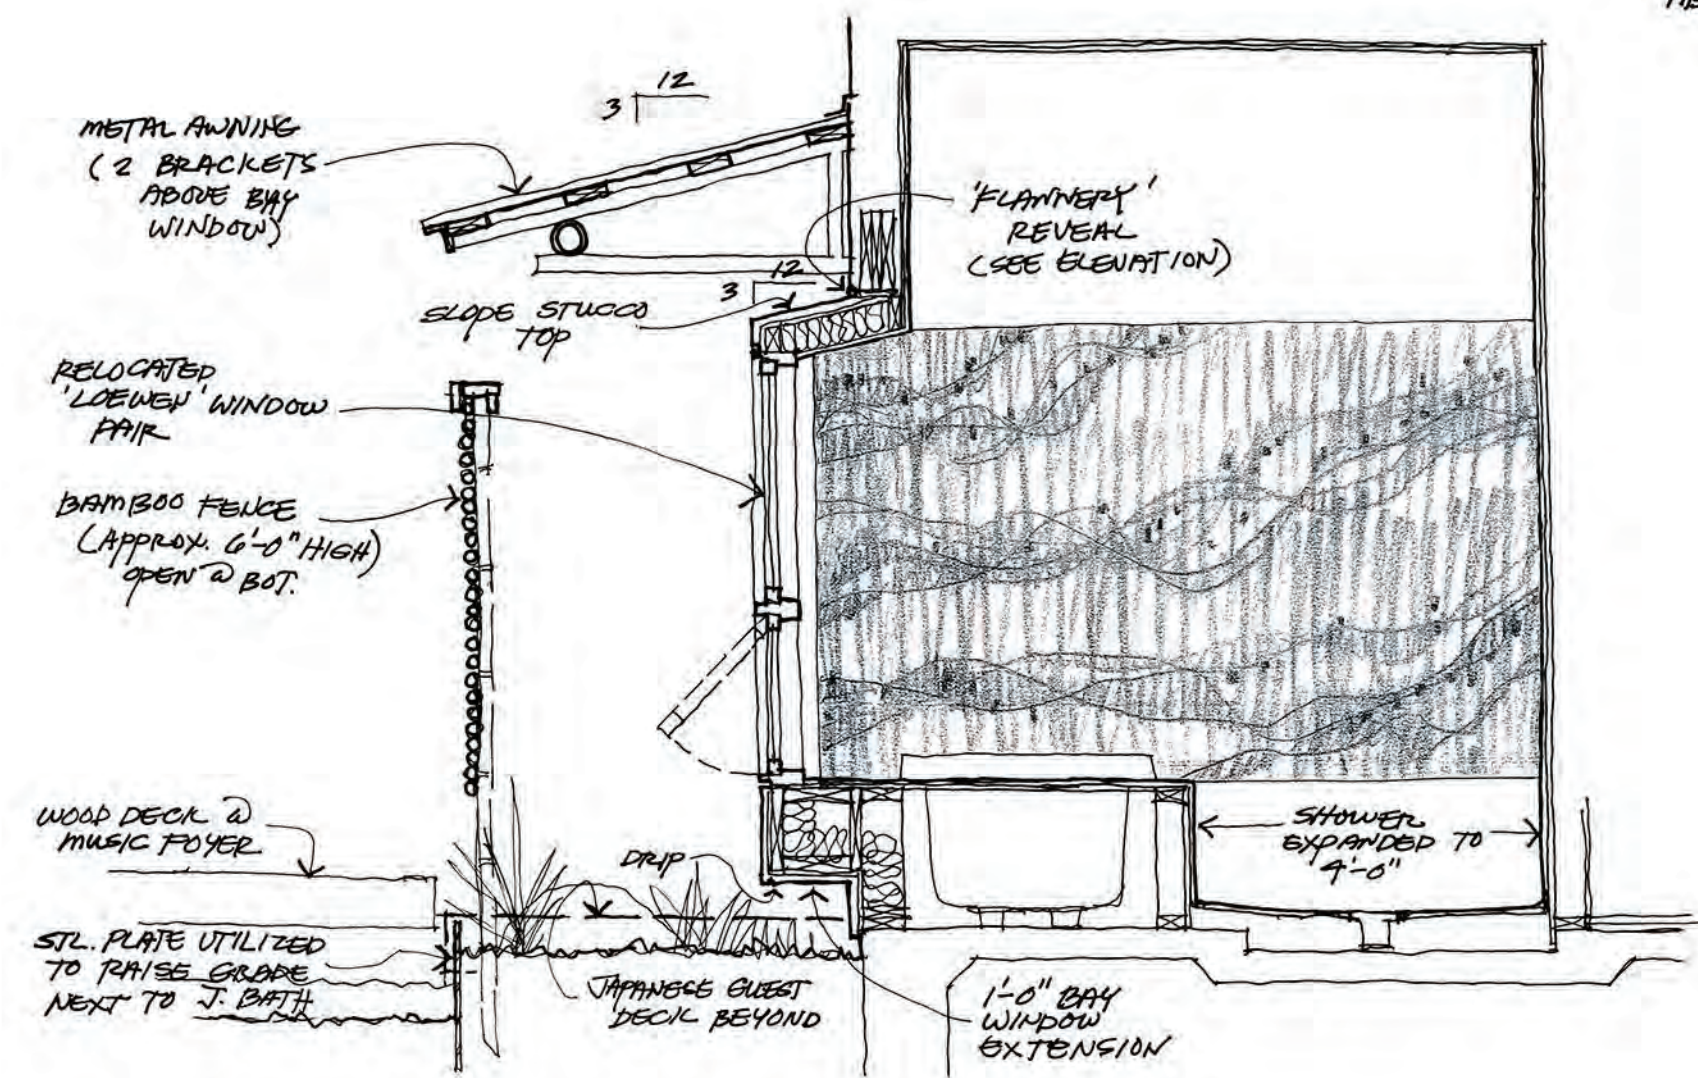 12
3
METAL AWNING
(2 BRACKETS
ABOVE BAY
WINDOW)
'FLANNERY'
REVEAL
(SEE ELEVATION)
12
3
SLOPE STUCCO
TOP
RELOCATED
'LOEWEN' WINDOW
PAIR
BAMBOO FENCE
(APPROX. 6'-0" HIGH)
OPEN @ BOT.
WOOD DECK @
MUSIC FOYER
DRIP
SHOWER
EXPANDED TO
4'-0"
STL. PLATE UTILIZED
TO RAISE GRADE
NEXT TO J. BATH
JAPANESE GUEST
DECK BEYOND
1'-0" BAY
WINDOW
EXTENSION